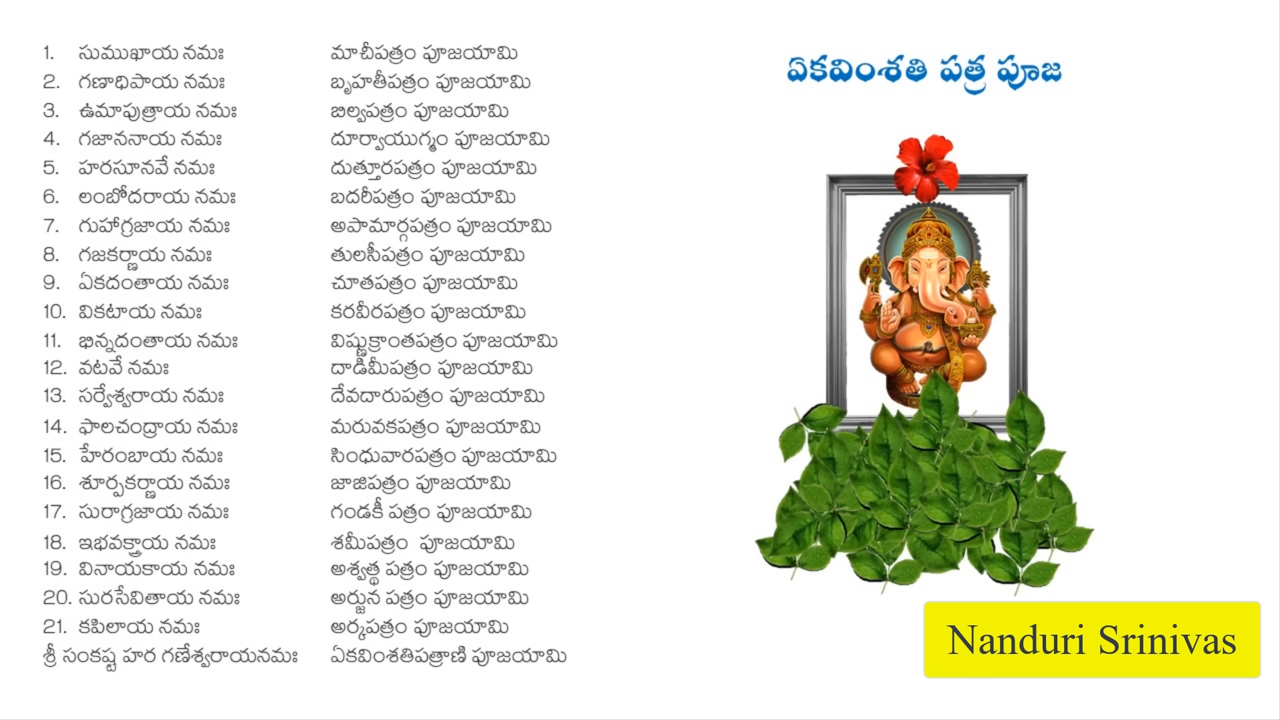 ఏకవింశతి పత్ర పూజ
1. సుముఖాయ నమః మాచీపత్రం పూజయామి
2. గణాధిపాయ నమః బృహతీపత్రం పూజయామి
3. ఉమాపుత్రాయ నమః బిల్వపత్రం పూజయామి
4. గజాననాయ నమః దూర్వాయుగ్మం పూజయామి
5. హరసూనవే నమః దుత్తూరపత్రం పూజయామి
6. లంబోదరాయ నమః బదరీపత్రం పూజయామి
7. గుహాగ్రజాయ నమః అపామార్గపత్రం పూజయామి
8. గజకర్ణాయ నమః తులసీపత్రం పూజయామి
9. ఏకదంతాయ నమః చూతపత్రం పూజయామి
10. వికటాయ నమః కరవీరపత్రం పూజయామి
11. భిన్నదంతాయ నమః విష్ణుక్రాంతపత్రం పూజయామి
12. వటవే నమః దాడిమీపత్రం పూజయామి
13. సర్వేశ్వరాయ నమః దేవదారుపత్రం పూజయామి
14. ఫాలచంద్రాయ నమః మరువకపత్రం పూజయామి
15. హేరంబాయ నమః సింధువారపత్రం పూజయామి
16. శూర్పకర్ణాయ నమః జాజిపత్రం పూజయామి
17. సురాగ్రజాయ నమః గండకీ పత్రం పూజయామి
18. ఇభవక్త్రాయ నమః శమీపత్రం పూజయామి
19. వినాయకాయ నమః అశ్వత్థ పత్రం పూజయామి
20. సురసేవితాయ నమః అర్జున పత్రం పూజయామి
21. కపిలాయ నమః అర్కపత్రం పూజయామి
శ్రీ సంకష్ట హర గణేశ్వరాయనమః ఏకవింశతిపత్రాణి పూజయామి
Nanduri Srinivas